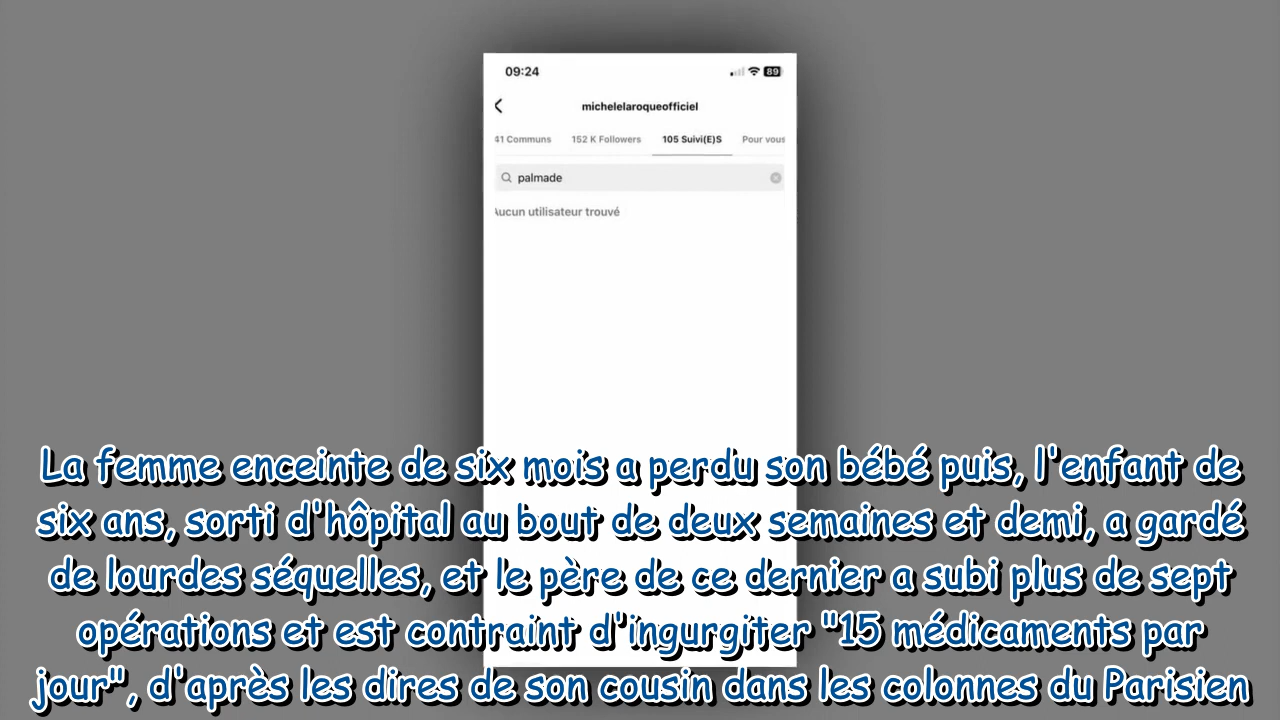 09:24
89
michelelaroqueofficiel
41 Communs 152 K Followers 105 Suivi(E)S Pour vous
palmade
Aucun utilisateur trouvé
La femme enceinte de six mois a perdu son bébé puis, l'enfant de
six ans, sorti d'hôpital au bout de deux semaines et demi, a gardé
de lourdes séquelles, et le père de ce dernier a subi plus de sept
opérations et est contraint d'ingurgiter "15 médicaments par
jour", d'après les dires de son cousin dans les colonnes du Parisien